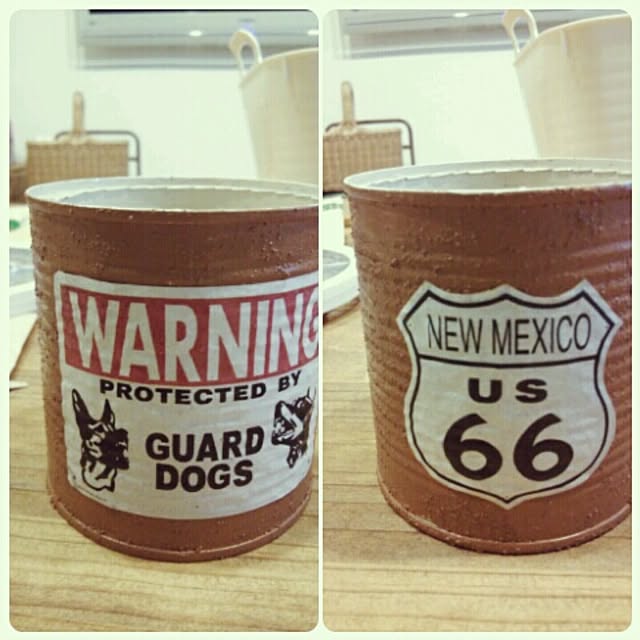 WARNING
PROTECTED BY
GUARD
DOGS
NEW MEXICO
US
66